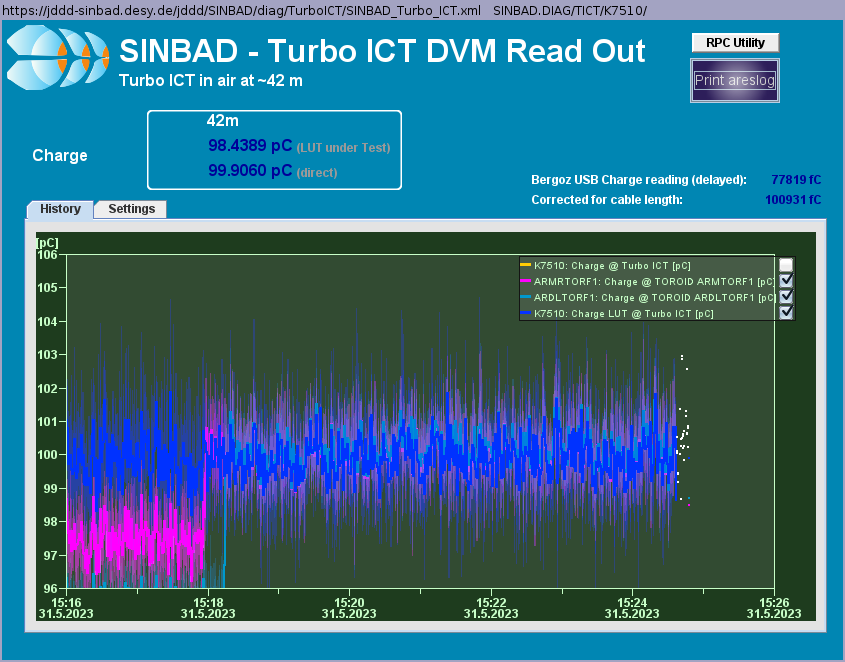 https://jddd-sinbad.desy.de/jddd/SINBAD/diag/TurboICT/SINBAD_Turbo_ICT.xml SINBAD.DIAG/TICT/K7510/
SINBAD - Turbo ICT DVM Read Out
RPC Utility
Turbo ICT in air at ~42 m
Print areslog
42m
98.4389 pC (LUT under Test)
Charge
99.9060 pC (direct)
Bergoz USB Charge reading (delayed): 77819 fC
Corrected for cable length: 100931 fC
History Settings
[pC]
106
K7510: Charge @ Turbo ICT [pC]
105
ARMRTORF1: Charge @ TOROID ARMTORF1 [pC]
ARDLTORF1: Charge @ TOROID ARDLTORF1 [pC]
104
K7510: Charge LUT @ Turbo ICT [pC]
103
102
101
100
99
98
97
96
15:16 15:18 15:20 15:22 15:24 15:26
31.5.2023 31.5.2023 31.5.2023 31.5.2023 31.5.2023 31.5.2023